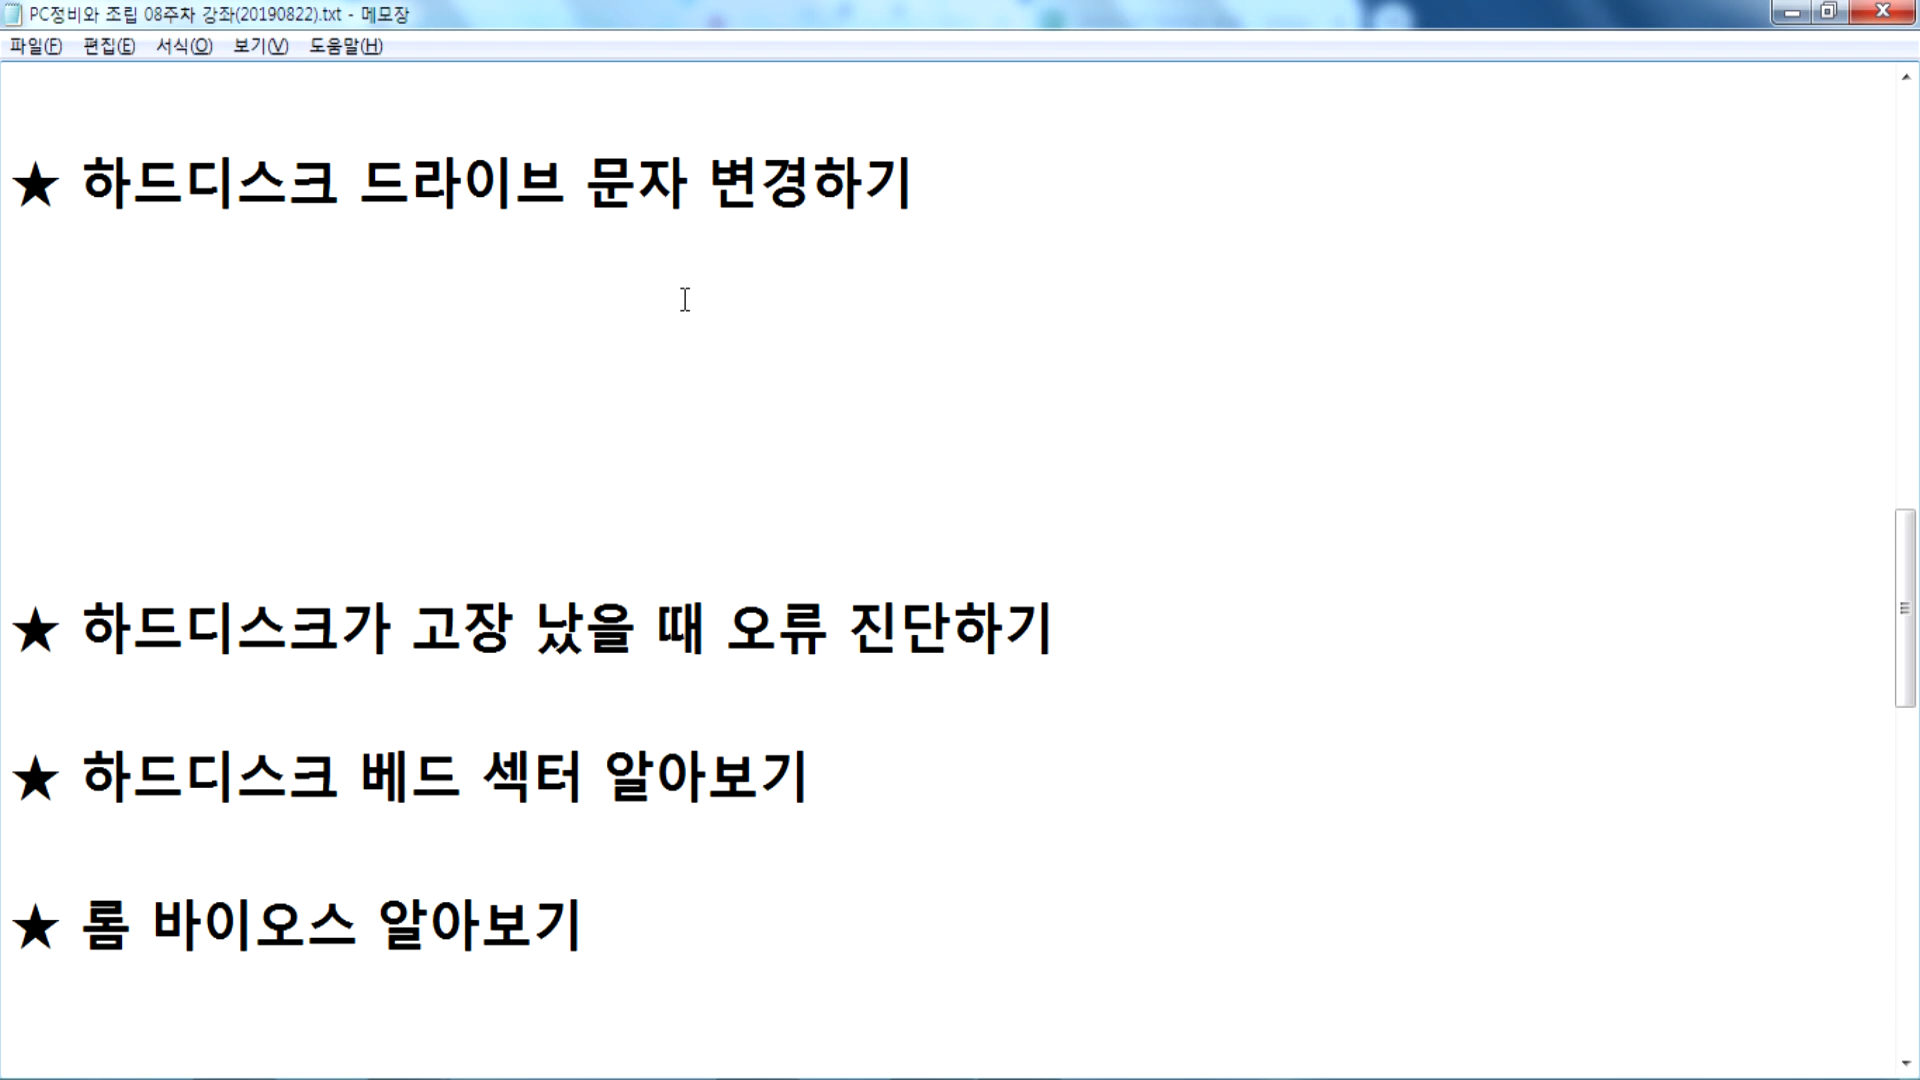 PC정비와 조립 08주차 강좌(20190822).txt - 메모장
파일(F) 편집(E) 서식(O) 보기(V) 도움말(H)
★ 하드디스크 드라이브 문자 변경하기
★ 하드디스크가 고장 났을 때 오류 진단하기
★ 하드디스크 베드 섹터 알아보기
★ 롬 바이오스 알아보기